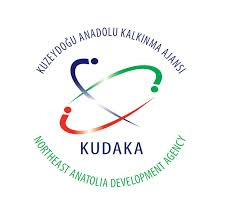 KUZEYDOĞU ANADOLU KALKINMA AJANSI
KUDAKA
NORTHEAST ANATOLIA DEVELOPMENT AGENCY